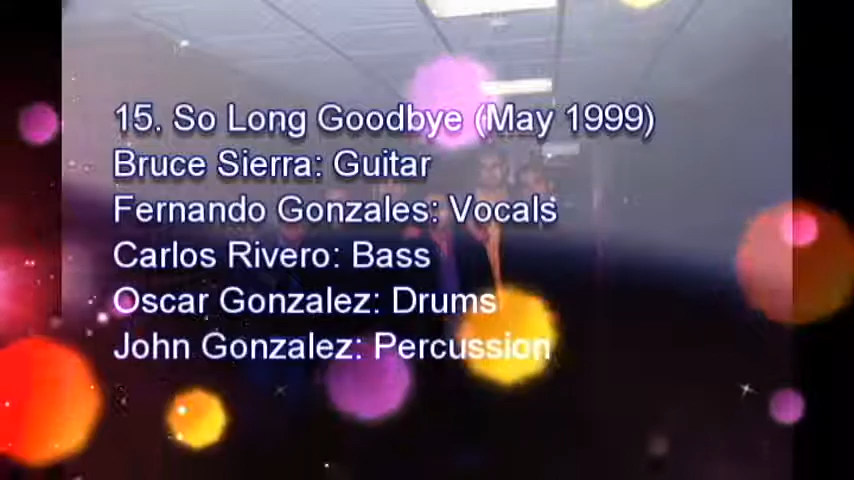 15. So Long Goodbye (May 1999)
Bruce Sierra: Guitar
Fernando Gonzales: Vocals
Carlos Rivero: Bass
Oscar Gonzalez: Drums
John Gonzalez: Percussion